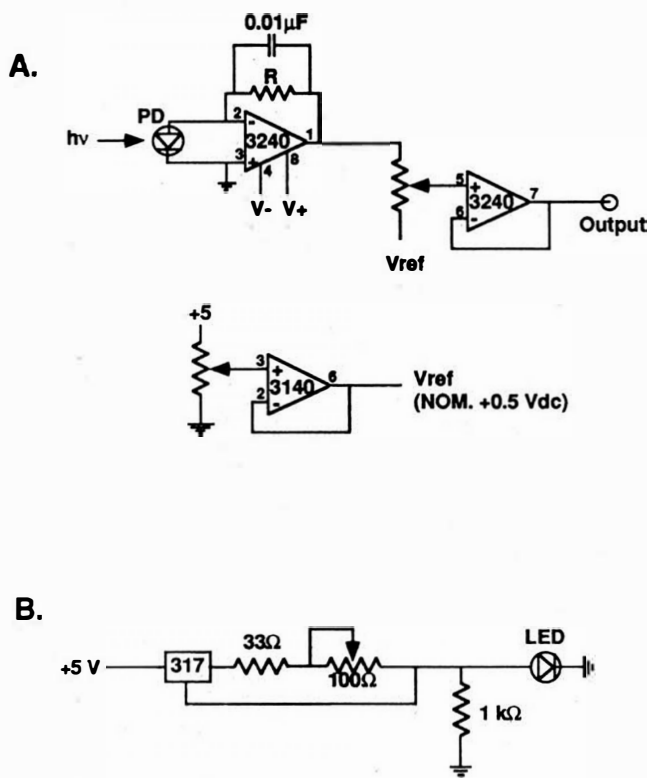 0.01µF
A.
R
PD
2
-
1
hν
3240
3
+
4
8
V-
V+
5
+
3240
7
6
-
Output
Vref
+5
3
+
6
3140
2
-
Vref
(NOM. +0.5 Vdc)
B.
33Ω
LED
+5 V
317
100Ω
1 kΩ